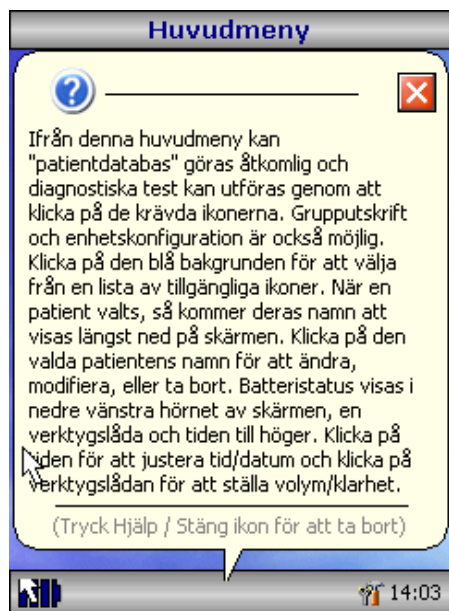 Huvudmeny
Ifrån denna huvudmeny kan
"patientdatabas" göras åtkomlig och
diagnostiska test kan utföras genom att
klicka på de krävda ikonerna. Grupputskrift
och enhetskonfiguration är också möjlig.
Klicka på den blå bakgrunden för att välja
från en lista av tillgängliga ikoner. När en
patient valts, så kommer deras namn att
visas längst ned på skärmen. Klicka på den
valda patientens namn för att ändra,
modifiera, eller ta bort. Batteristatus visas i
nedre vänstra hörnet av skärmen, en
verktygslåda och tiden till höger. Klicka på
tiden för att justera tid/datum och klicka på
verktygslådan för att ställa volym/klarhet.
(Tryck Hjälp / Stäng ikon för att ta bort)
14:03